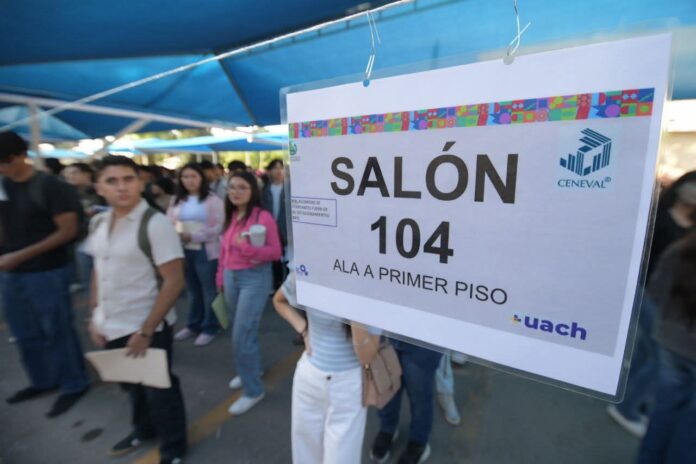 CENEVAL®
SALÓN
104
ALA A PRIMER PISO
uach